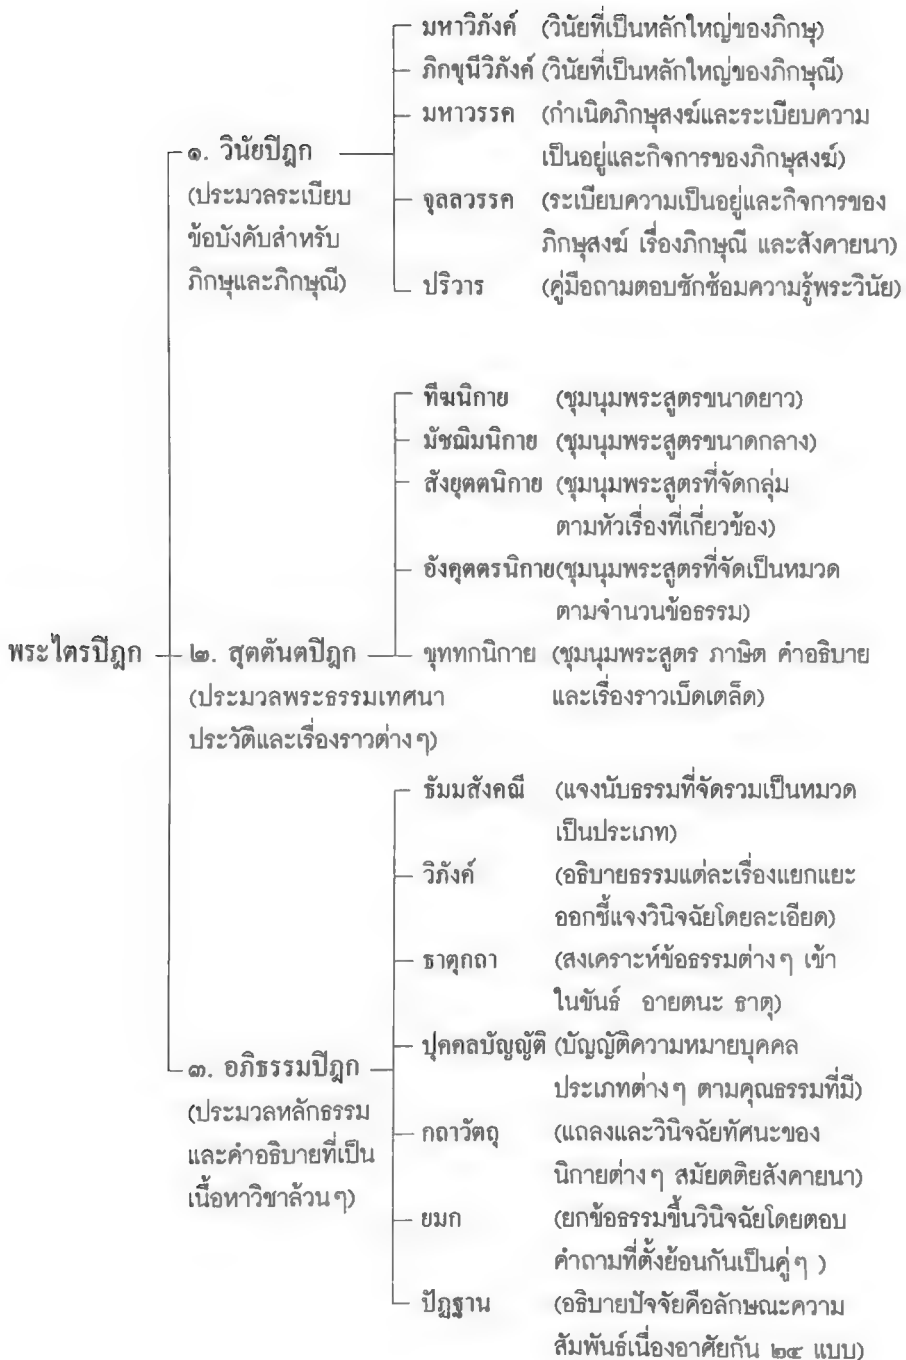 มหาวิภังค์ (วินัยที่เป็นหลักใหญ่ของภิกษุ)
ภิกขุนีวิภังค์ (วินัยที่เป็นหลักใหญ่ของภิกษุณี)
มหาวรรค (กำเนิดภิกษุสงฆ์และระเบียบความ
เป็นอยู่และกิจการของภิกษุสงฆ์)
๑. วินัยปิฎก
(ประมวลระเบียบ
ข้อบังคับสำหรับ
ภิกษุและภิกษุณี)
จุลลวรรค (ระเบียบความเป็นอยู่และกิจการของ
ภิกษุสงฆ์ เรื่องภิกษุณี และสังคายนา)
ปริวาร (คู่มือถามตอบซักซ้อมความรู้พระวินัย)
ทีฆนิกาย (ชุมนุมพระสูตรขนาดยาว)
มัชฌิมนิกาย (ชุมนุมพระสูตรขนาดกลาง)
สังยุตตนิกาย (ชุมนุมพระสูตรที่จัดกลุ่ม
ตามหัวเรื่องที่เกี่ยวข้อง)
อังคุตตรนิกาย(ชุมนุมพระสูตรที่จัดเป็นหมวด
ตามจำนวนข้อธรรม)
พระไตรปิฎก
๒. สุตตันตปิฎก
(ประมวลพระธรรมเทศนา
ประวัติและเรื่องราวต่างๆ)
ขุททกนิกาย (ชุมนุมพระสูตร ภาษิต คำอธิบาย
และเรื่องราวเบ็ดเตล็ด)
ธัมมสังคณี (แจงนับธรรมที่จัดรวมเป็นหมวด
เป็นประเภท)
วิภังค์ (อธิบายธรรมแต่ละเรื่องแยกแยะ
ออกชี้แจงวินิจฉัยโดยละเอียด)
ธาตุกถา (สงเคราะห์ข้อธรรมต่างๆ เข้า
ในขันธ์ อายตนะ ธาตุ)
ปุคคลบัญญัติ (บัญญัติความหมายบุคคล
ประเภทต่างๆ ตามคุณธรรมที่มี)
๓. อภิธรรมปิฎก
(ประมวลหลักธรรม
และคำอธิบายที่เป็น
เนื้อหาวิชาล้วนๆ)
กถาวัตถุ (แถลงและวินิจฉัยทัศนะของ
นิกายต่างๆ สมัยตติยสังคายนา)
ยมก (ยกข้อธรรมขึ้นวินิจฉัยโดยตอบ
คำถามที่ตั้งย้อนกันเป็นคู่ๆ )
ปัฏฐาน (อธิบายปัจจัยคือลักษณะความ
สัมพันธ์เนื่องอาศัยกัน ๒๔ แบบ)